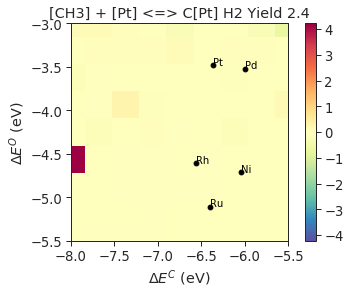 [CH3] + [Pt] <=> C[Pt] H2 Yield 2.4
−3.0
−3.5
−4.0
−4.5
−5.0
−5.5
ΔE^O (eV)
Pt
Pd
Rh
Ni
Ru
−8.0 −7.5 −7.0 −6.5 −6.0 −5.5
ΔE^C (eV)
4
3
2
1
0
−1
−2
−3
−4